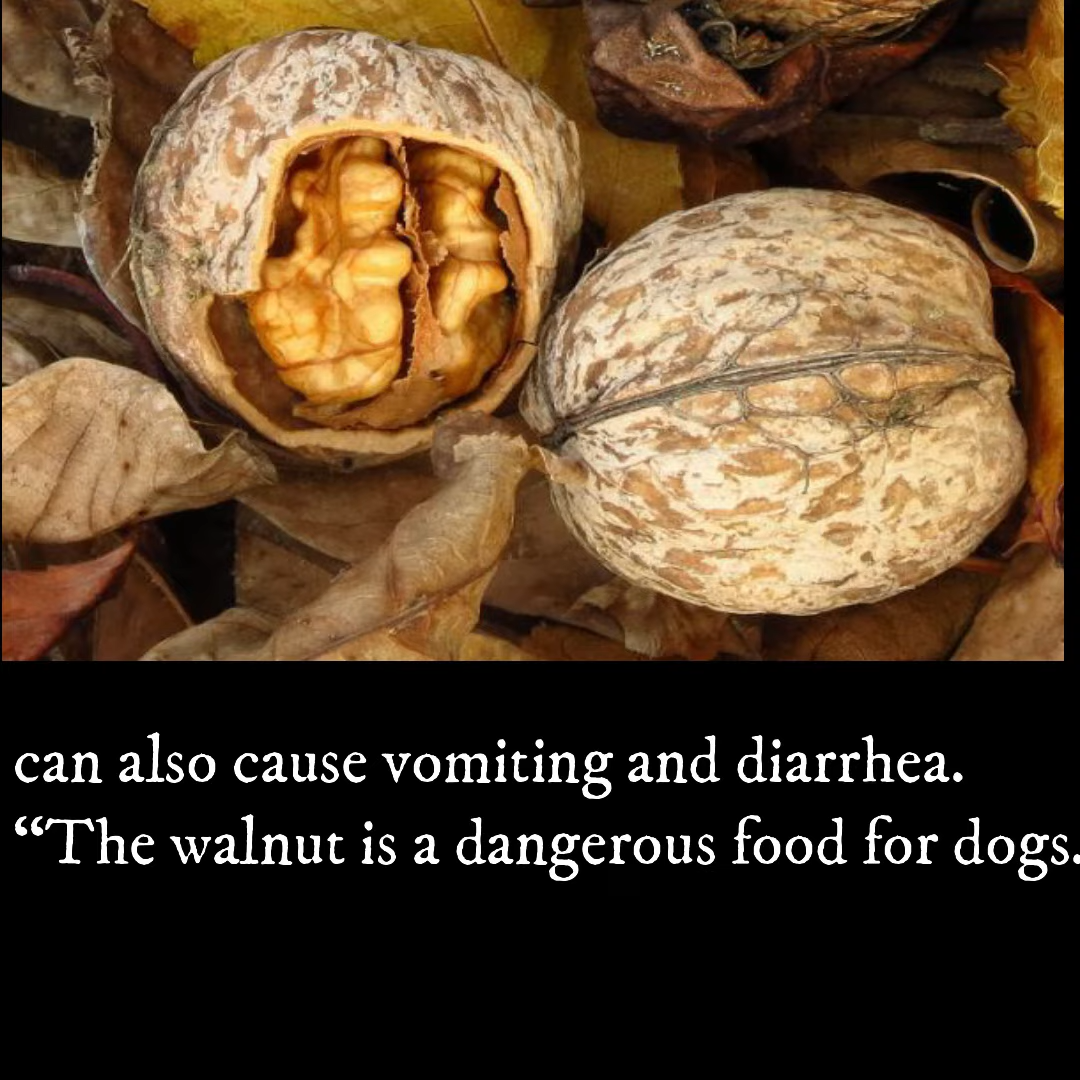 can also cause vomiting and diarrhea.
“The walnut is a dangerous food for dogs.